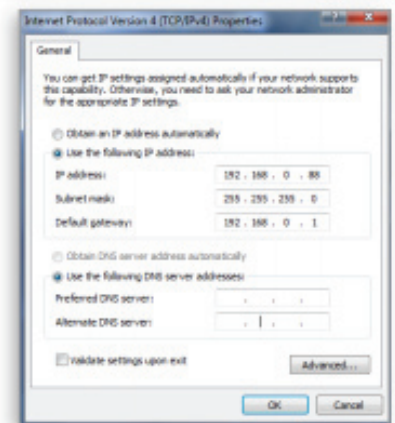 Internet Protocol Version 4 (TCP/IPv4) Properties
General
You can get IP settings assigned automatically if your network supports
this capability. Otherwise, you need to ask your network administrator
for the appropriate IP settings.
Obtain an IP address automatically
Use the following IP address:
IP address: 192 . 168 . 0 . 88
Subnet mask: 255 . 255 . 255 . 0
Default gateway: 192 . 168 . 0 . 1
Obtain DNS server address automatically
Use the following DNS server addresses:
Preferred DNS server: . . .
Alternate DNS server: . . .
Validate settings upon exit
Advanced...
OK Cancel